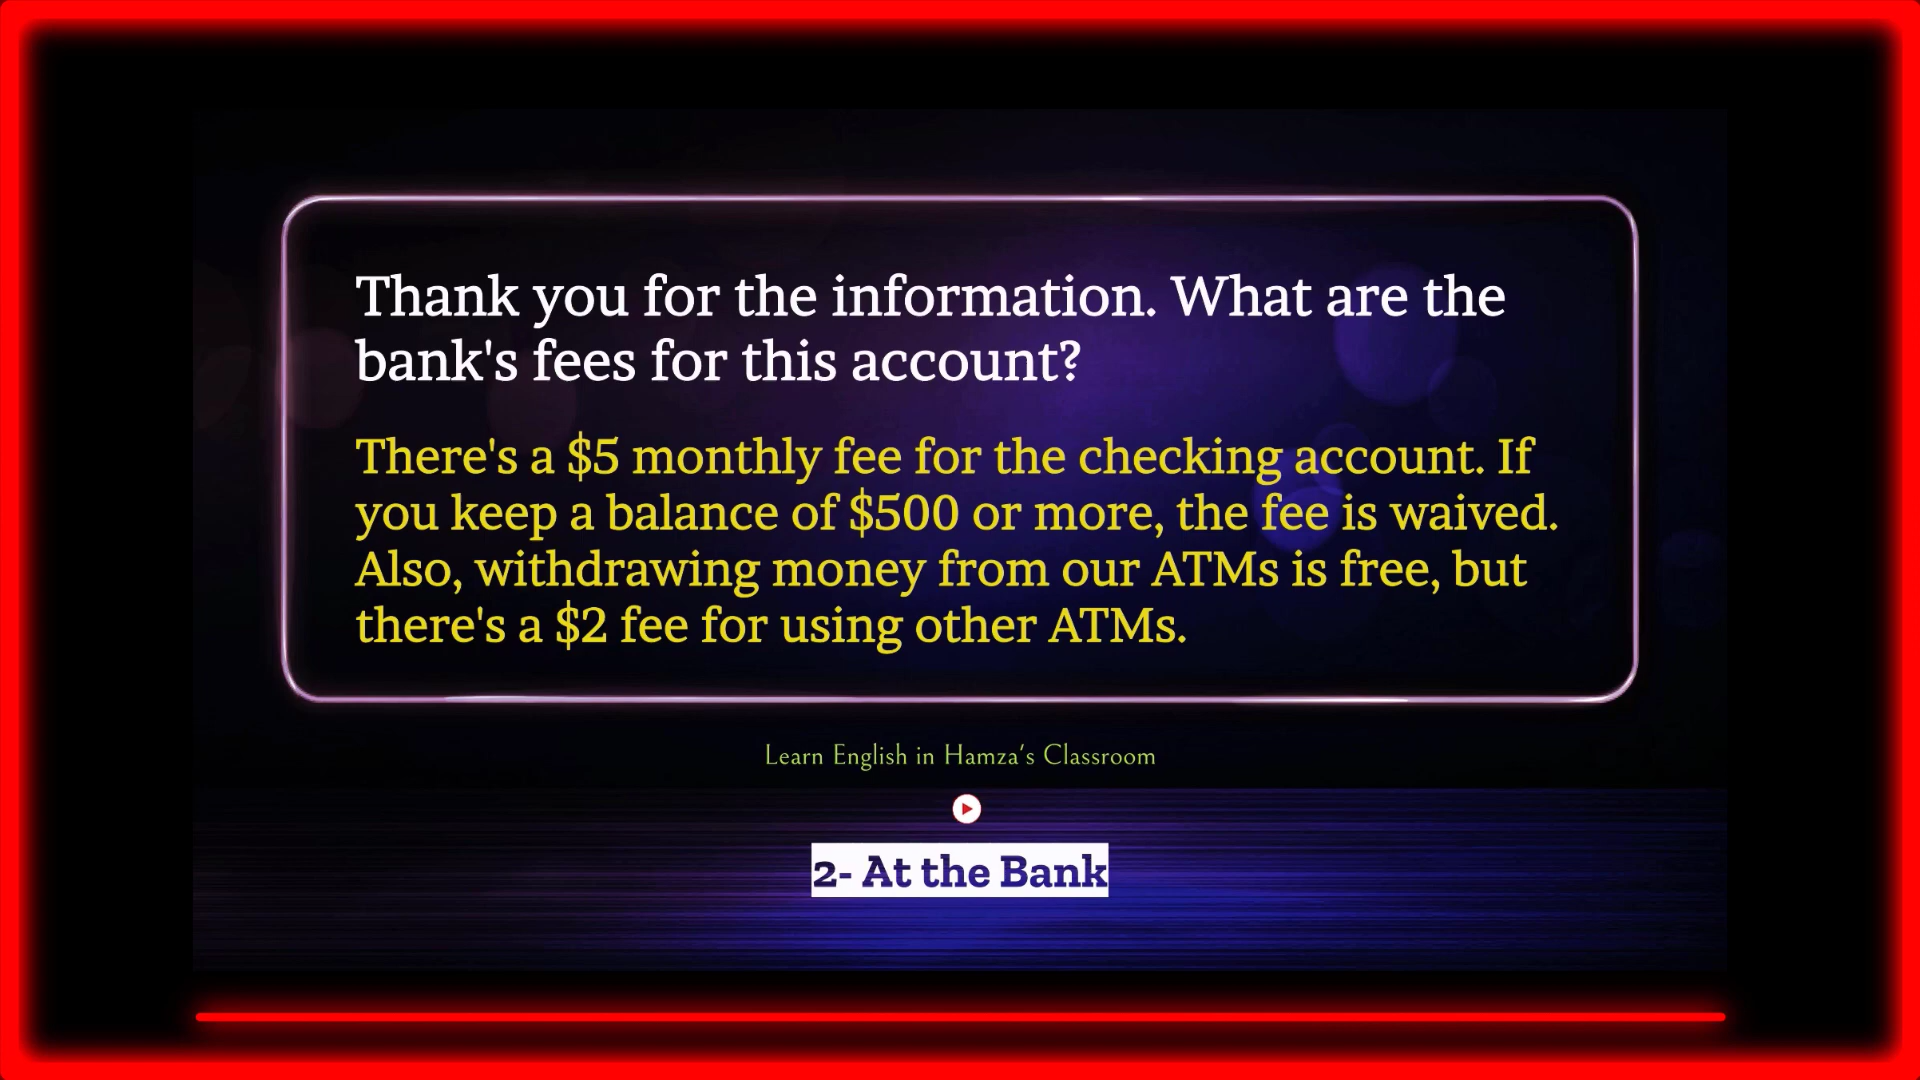 Thank you for the information. What are the
bank's fees for this account?
There's a $5 monthly fee for the checking account. If
you keep a balance of $500 or more, the fee is waived.
Also, withdrawing money from our ATMs is free, but
there's a $2 fee for using other ATMs.
Learn English in Hamza's Classroom
2- At the Bank